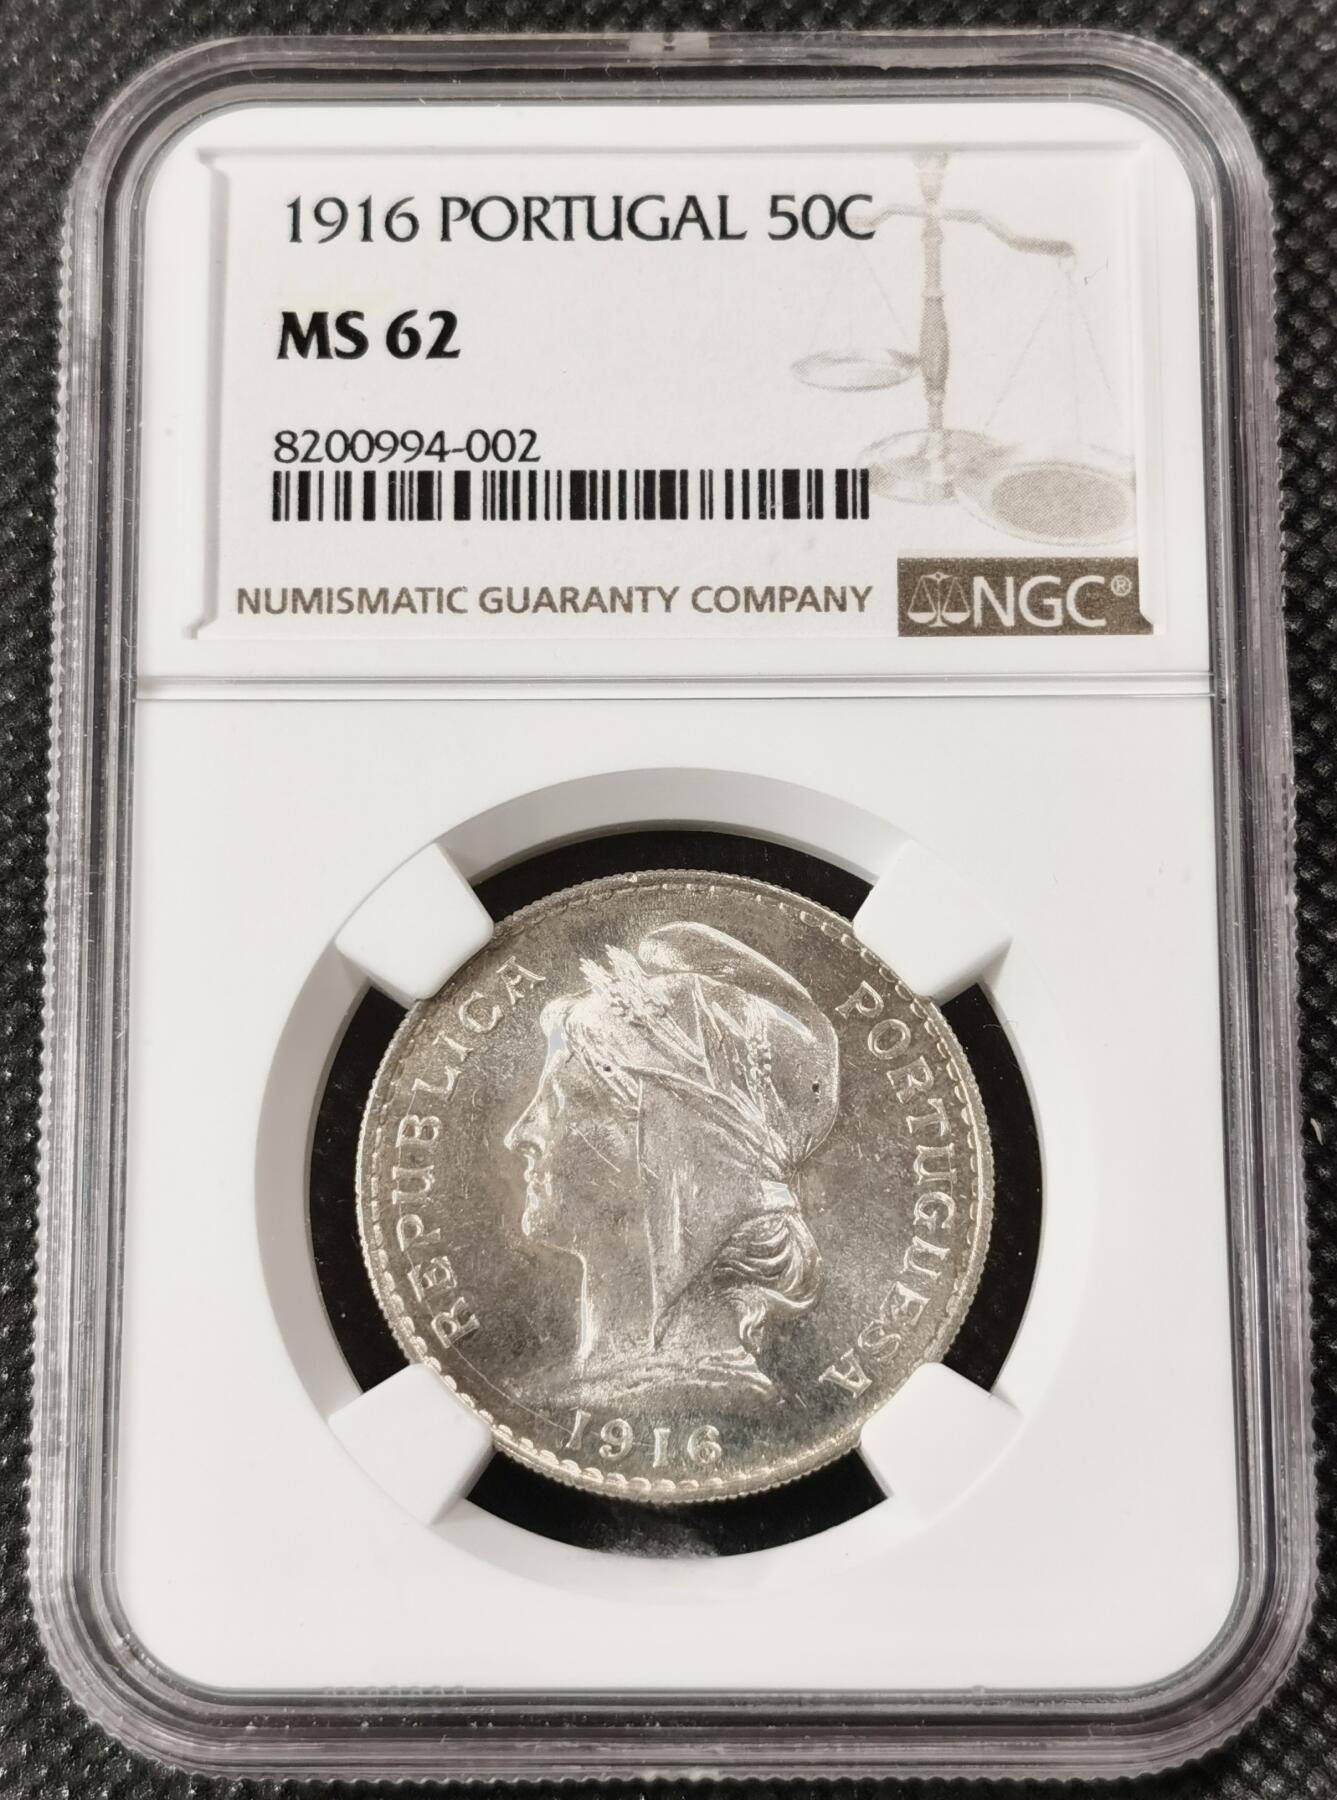 1916 PORTUGAL 50C
MS 62
8200994-002
NUMISMATIC GUARANTY COMPANY
NGC®
REPUBLICA PORTUGUESA
1916